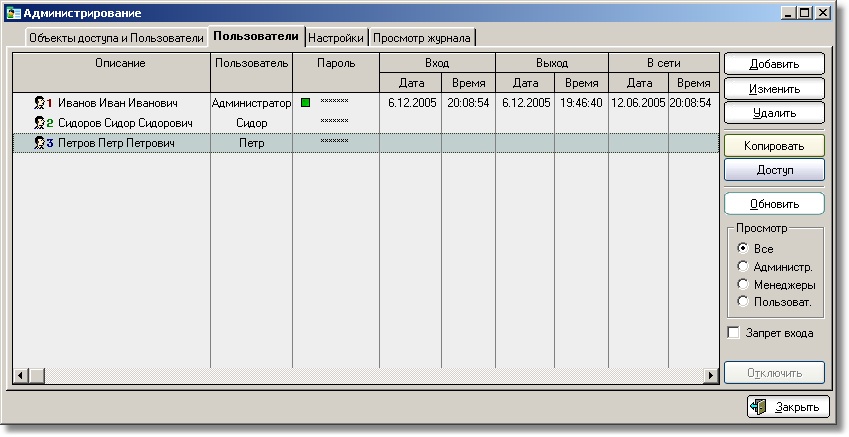 Администрирование
Объекты доступа и Пользователи Пользователи Настройки Просмотр журнала
Описание Пользователь Пароль Вход Выход В сети
Дата Время Дата Время Дата Время
1 Иванов Иван Иванович Администратор ******* 6.12.2005 20:08:54 6.12.2005 19:46:40 12.06.2005 20:08:54
2 Сидоров Сидор Сидорович Сидор *******
3 Петров Петр Петрович Петр *******
Добавить
Изменить
Удалить
Копировать
Доступ
Обновить
Просмотр
Все
Администр.
Менеджеры
Пользоват.
Запрет входа
Отключить
Закрыть